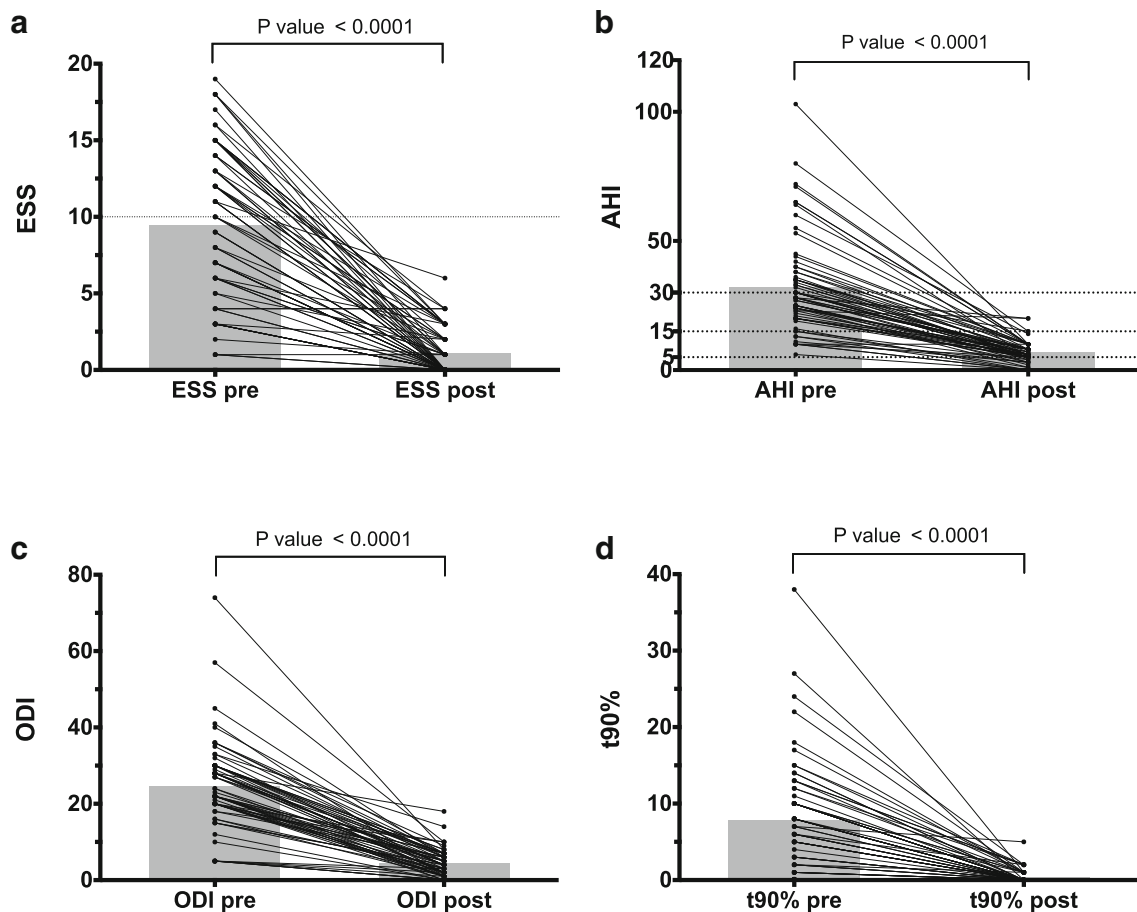 a
P value < 0.0001
20
15
10
5
0
ESS
ESS pre
ESS post
b
P value < 0.0001
120
100
50
30
15
5
0
AHI
AHI pre
AHI post
c
P value < 0.0001
80
60
40
20
0
ODI
ODI pre
ODI post
d
P value < 0.0001
40
30
20
10
0
t90%
t90% pre
t90% post